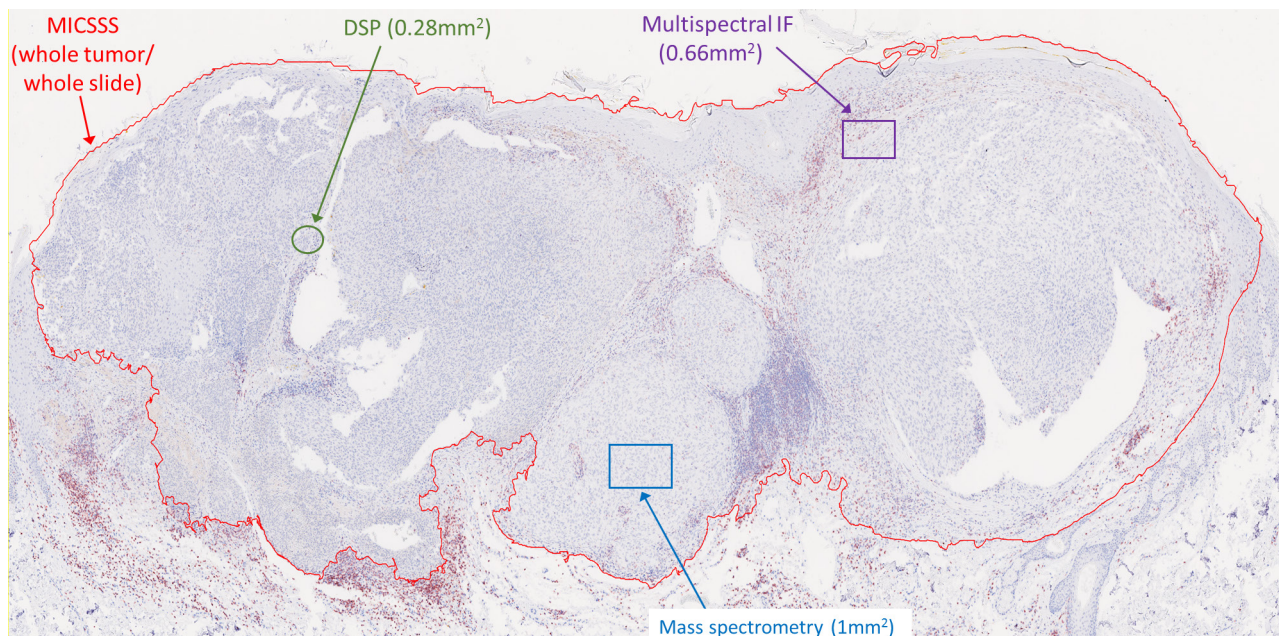 MICSSS
(whole tumor/
whole slide)
DSP (0.28mm²)
Multispectral IF
(0.66mm²)
Mass spectrometry (1mm²)